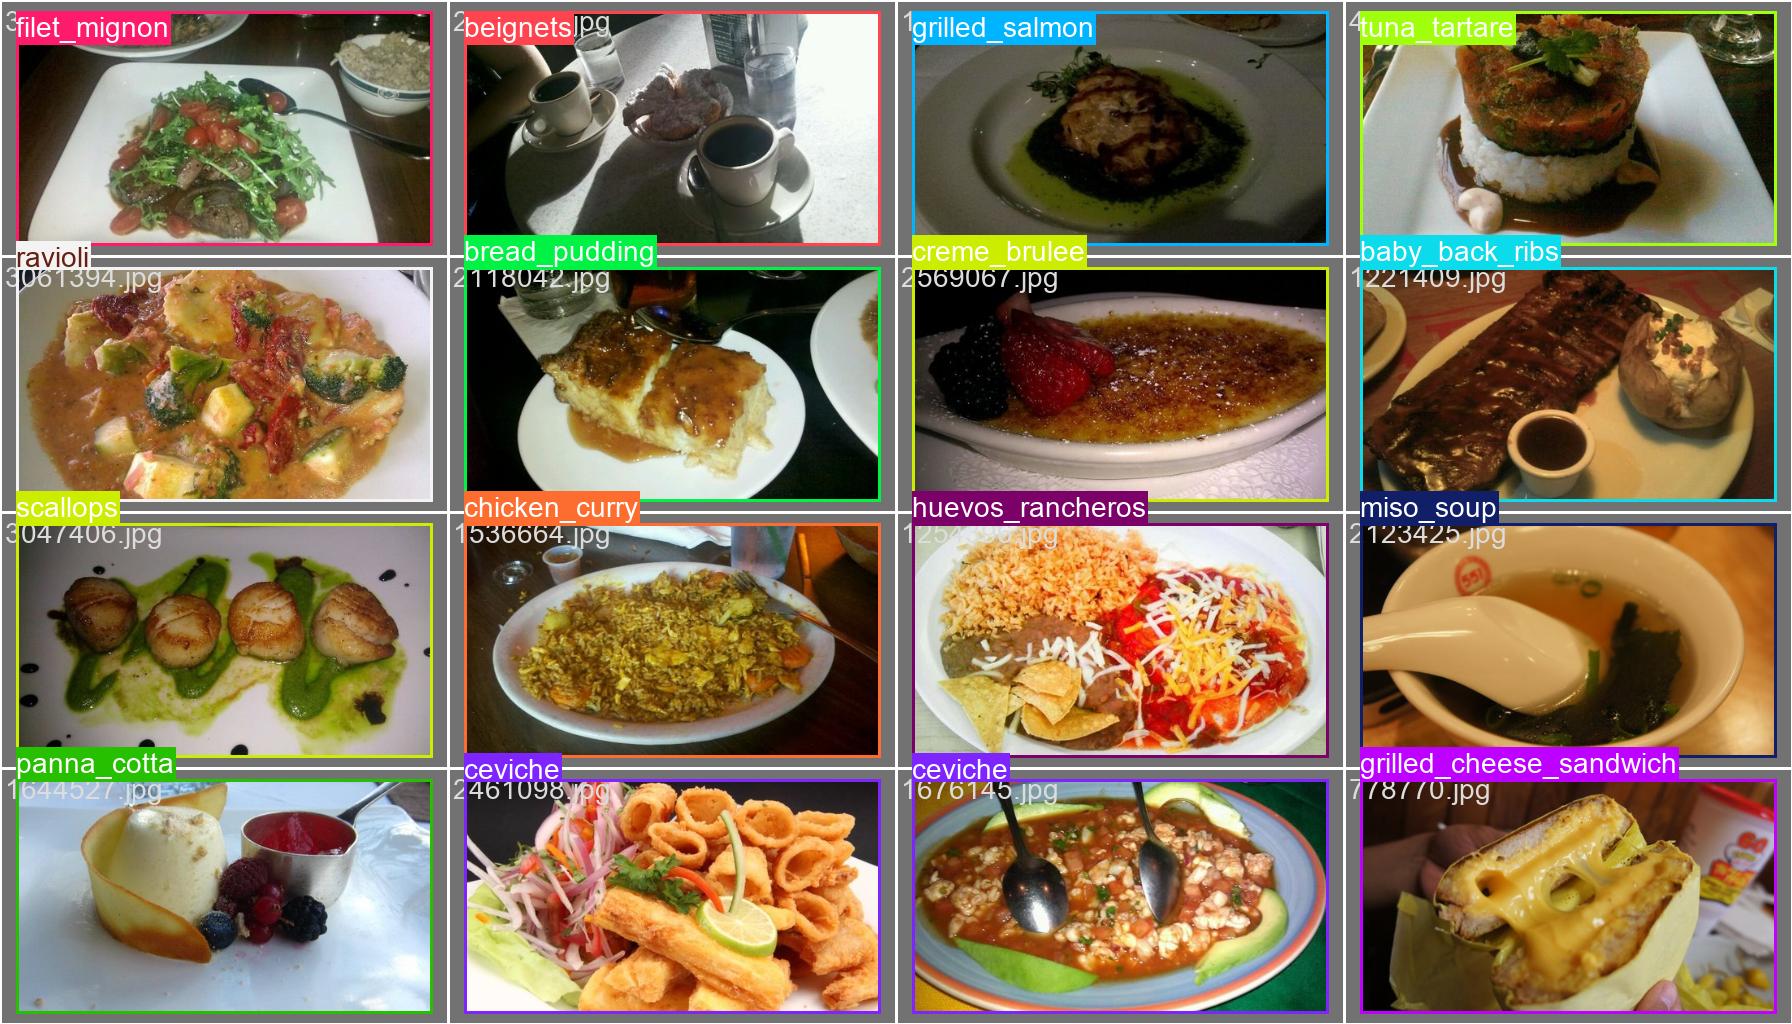 filet_mignon
beignets
grilled_salmon
tuna_tartare
ravioli
3061394.jpg
bread_pudding
2118042.jpg
creme_brulee
2569067.jpg
baby_back_ribs
1221409.jpg
scallops
3047406.jpg
chicken_curry
1536664.jpg
huevos_rancheros
miso_soup
2123425.jpg
551
panna_cotta
1644527.jpg
ceviche
2461098.jpg
ceviche
1676145.jpg
grilled_cheese_sandwich
778770.jpg